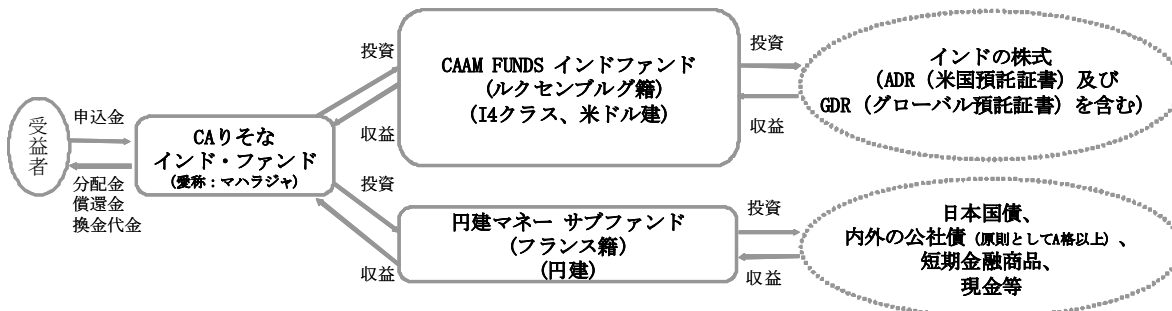 受益者
申込金
分配金
償還金
換金代金
CAりそな
インド・ファンド
(愛称:マハラジャ)
投資
収益
CAAM FUNDS インドファンド
(ルクセンブルグ籍)
(I4クラス、米ドル建)
投資
収益
インドの株式
(ADR(米国預託証書)及び
GDR(グローバル預託証書)を含む)
投資
収益
円建マネー サブファンド
(フランス籍)
(円建)
投資
収益
日本国債、
内外の公社債(原則としてA格以上)、
短期金融商品、
現金等